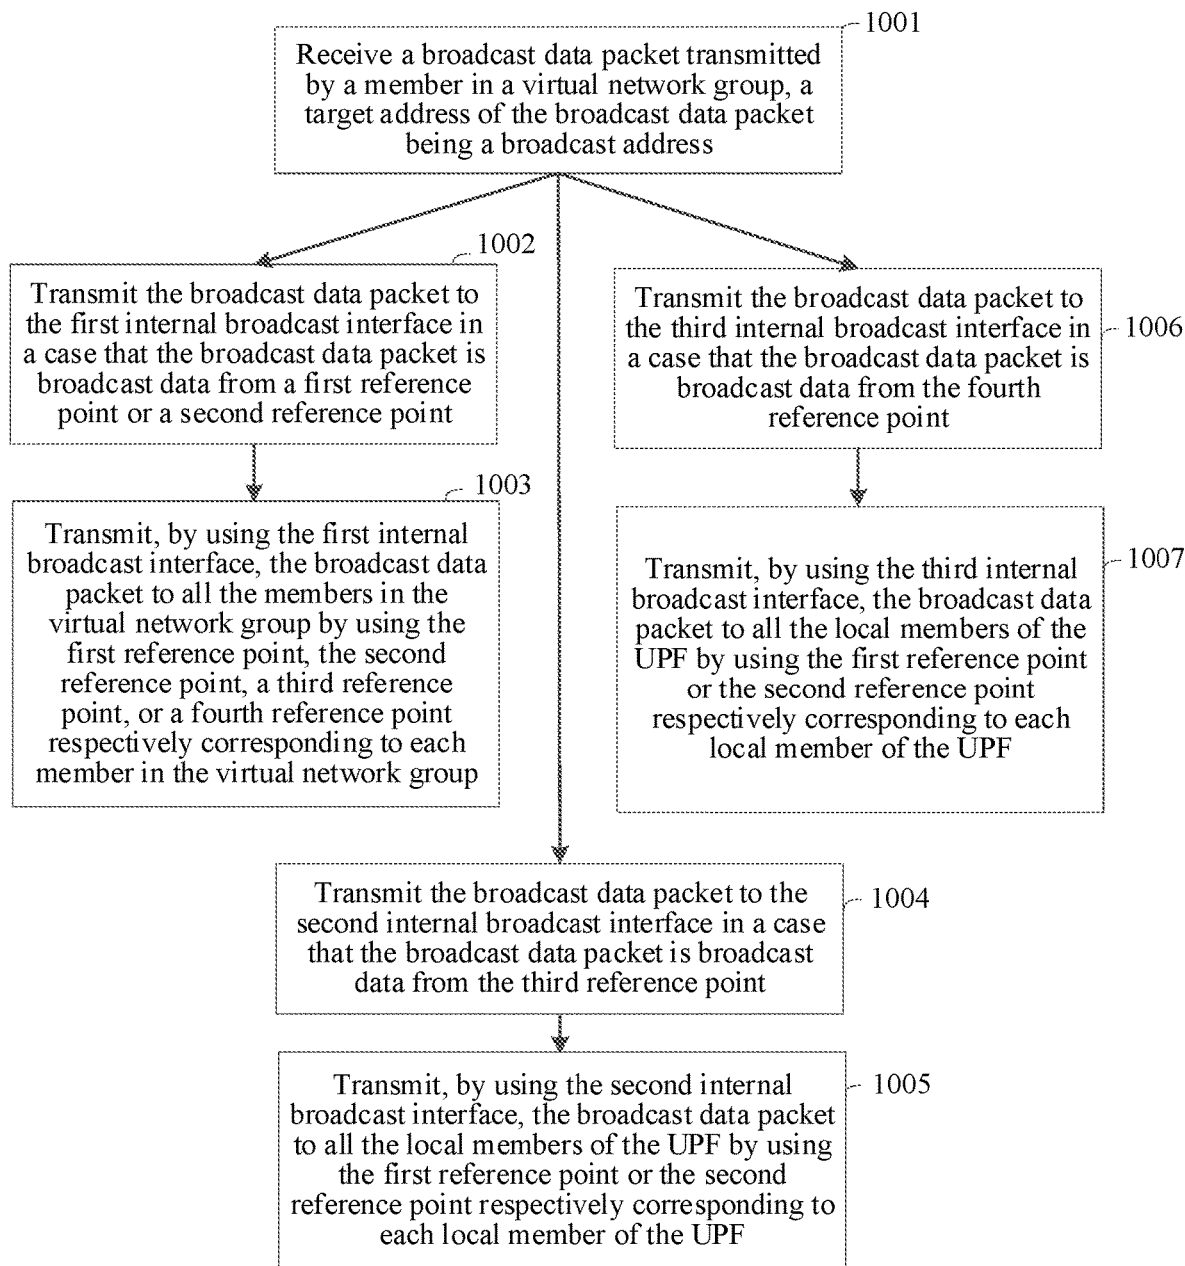 1001
Receive a broadcast data packet transmitted
by a member in a virtual network group, a
target address of the broadcast data packet
being a broadcast address
1002
Transmit the broadcast data packet to
the first internal broadcast interface in
a case that the broadcast data packet is
broadcast data from a first reference
point or a second reference point
1003
Transmit, by using the first internal
broadcast interface, the broadcast data
packet to all the members in the
virtual network group by using the
first reference point, the second
reference point, a third reference
point, or a fourth reference point
respectively corresponding to each
member in the virtual network group
1006
Transmit the broadcast data packet to
the third internal broadcast interface in
a case that the broadcast data packet is
broadcast data from the fourth
reference point
1007
Transmit, by using the third internal
broadcast interface, the broadcast data
packet to all the local members of the
UPF by using the first reference point
or the second reference point
respectively corresponding to each
local member of the UPF
1004
Transmit the broadcast data packet to the
second internal broadcast interface in a case
that the broadcast data packet is broadcast
data from the third reference point
1005
Transmit, by using the second internal
broadcast interface, the broadcast data packet
to all the local members of the UPF by using
the first reference point or the second
reference point respectively corresponding to
each local member of the UPF